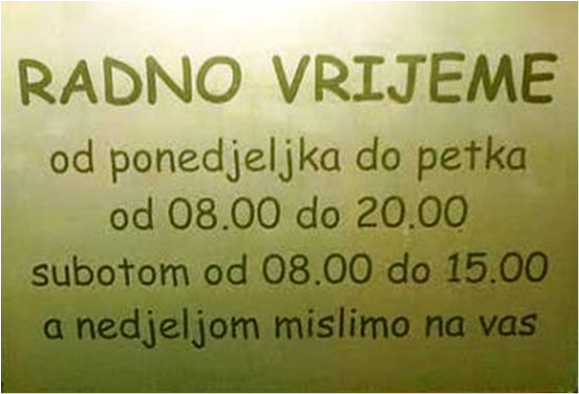 RADNO VRIJEME
od ponedjeljka do petka
od 08.00 do 20.00
subotom od 08.00 do 15.00
a nedjeljom mislimo na vas